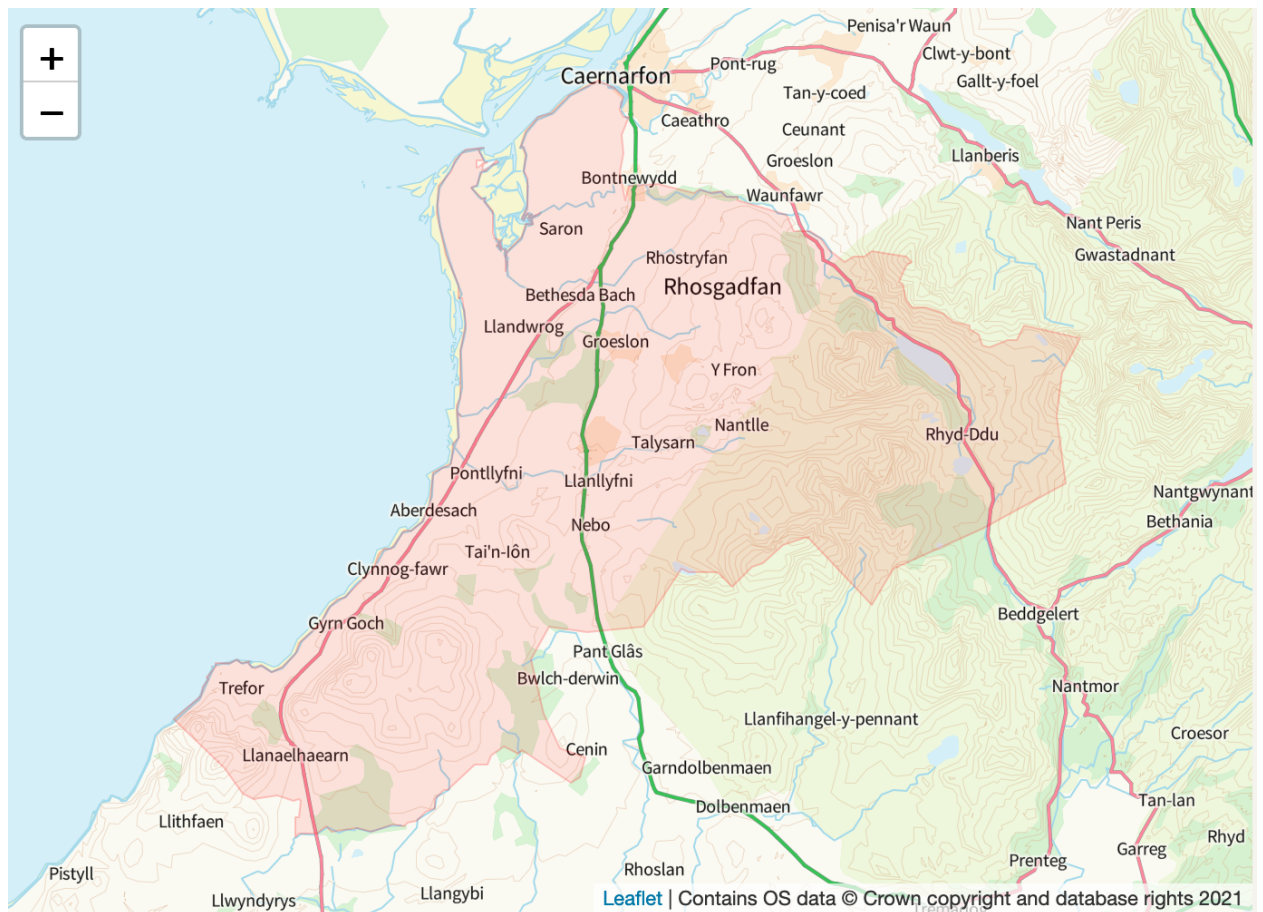 +
−
Penisa'r Waun
Clwt-y-bont
Pont-rug
Caernarfon
Gallt-y-foel
Tan-y-coed
Caeathro
Ceunant
Groeslon
Llanberis
Bontnewydd
Waunfawr
Saron
Nant Peris
Gwastadnant
Rhostryfan
Rhosgadfan
Bethesda Bach
Llandwrog
Groeslon
Y Fron
Nantlle
Rhyd-Ddu
Talysarn
Pontllyfni
Llanllyfni
Nantgwynant
Aberdesach
Bethania
Nebo
Tai'n-lôn
Clynnog-fawr
Beddgelert
Gyrn Goch
Pant Glâs
Bwlch-derwin
Trefor
Nantmor
Llanfihangel-y-pennant
Croesor
Cenin
Llanaelhaearn
Garndolbenmaen
Tan-lan
Dolbenmaen
Llithfaen
Rhyd
Garreg
Prenteg
Pistyll
Rhoslan
Llangybi
Llwyndyrys
Leaflet | Contains OS data © Crown copyright and database rights 2021